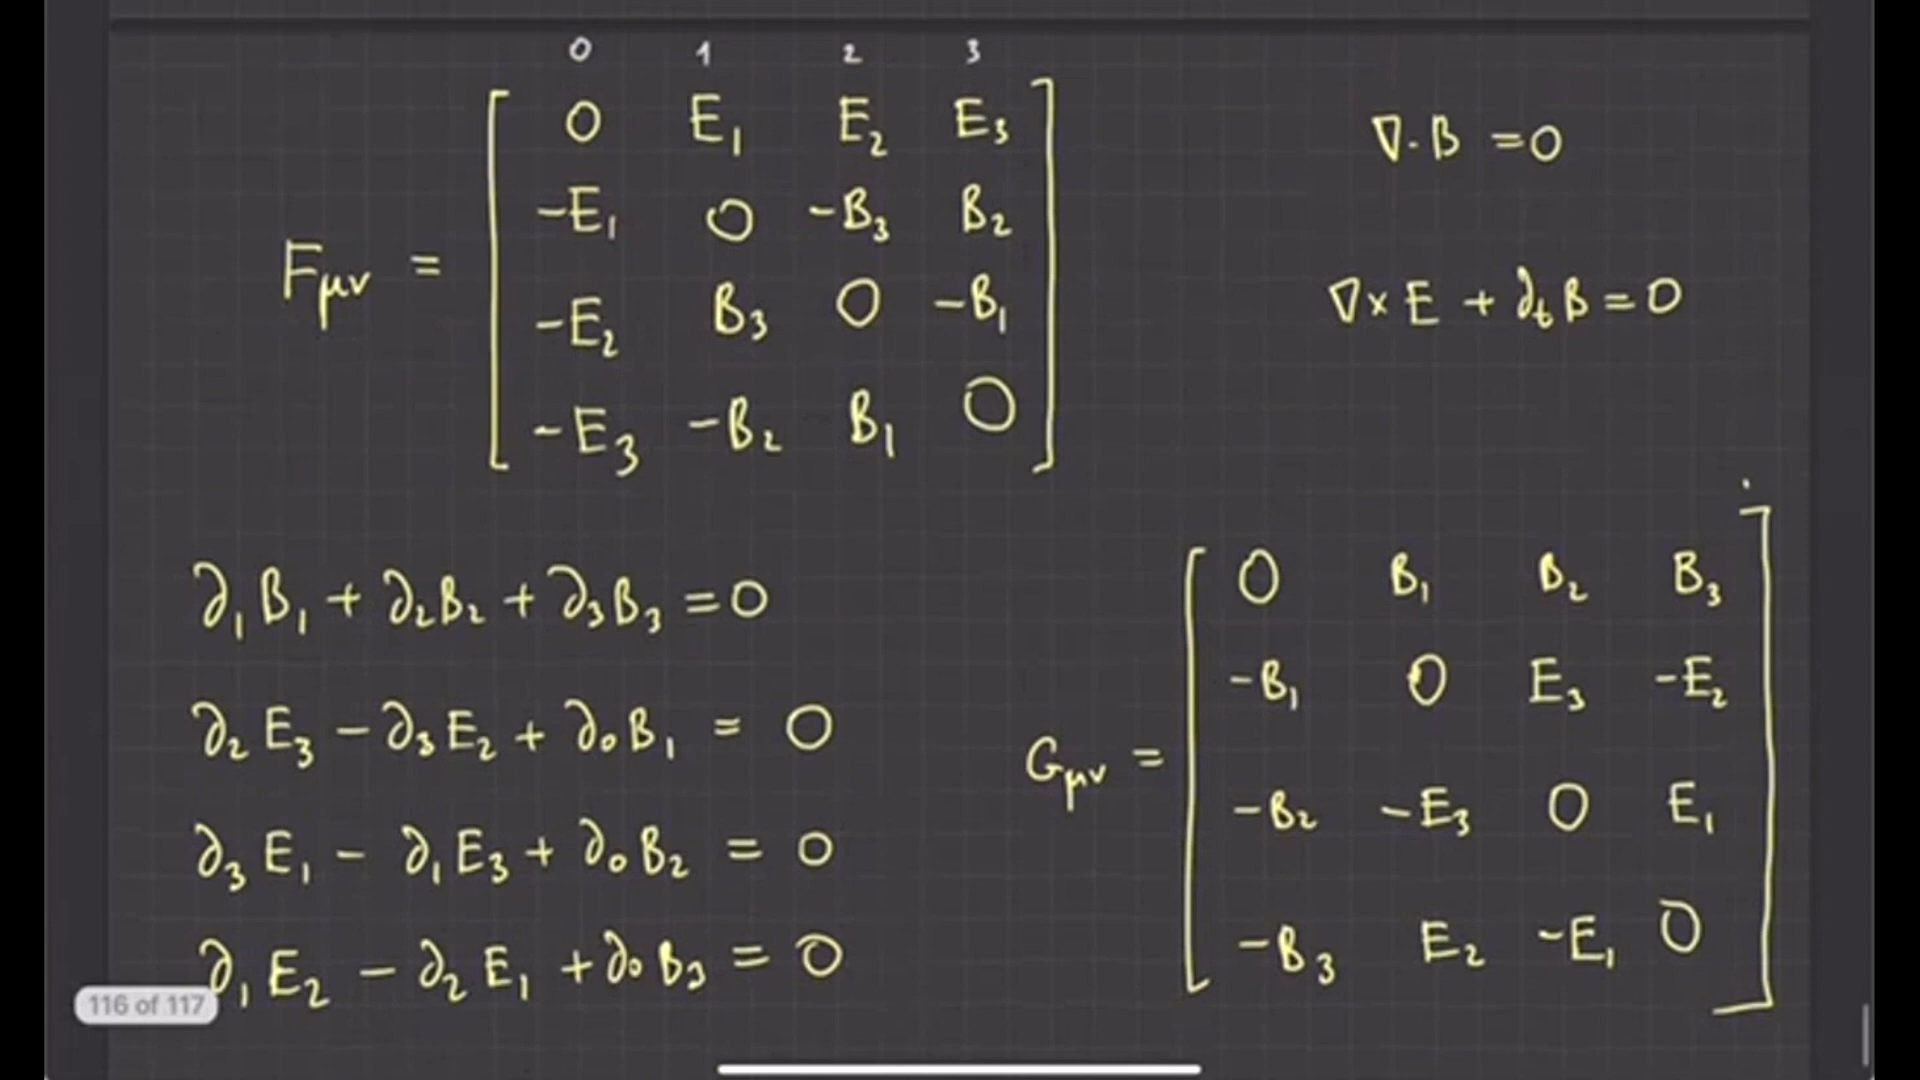 0 1 2 3
0 E₁ E₂ E₃
-E₁ 0 -B₃ B₂
Fμν =
-E₂ B₃ 0 -B₁
-E₃ -B₂ B₁ 0
∇·B =0
∇×E + ∂ₜB = 0
∂₁B₁ + ∂₂B₂ + ∂₃B₃ = 0
∂₂E₃ - ∂₃E₂ + ∂₀B₁ = 0
∂₃E₁ - ∂₁E₃ + ∂₀B₂ = 0
∂₁E₂ - ∂₂E₁ + ∂₀B₃ = 0
0 B₁ B₂ B₃
-B₁ 0 E₃ -E₂
Gμν =
-B₂ -E₃ 0 E₁
-B₃ E₂ -E₁ 0
116 of 117